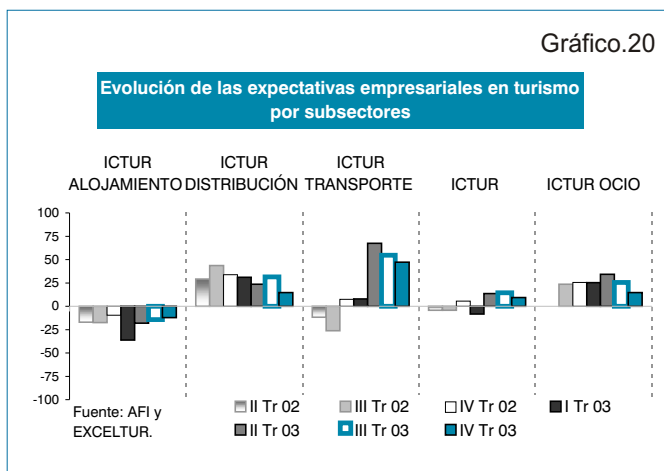 Gráfico.20
Evolución de las expectativas empresariales en turismo
por subsectores
ICTUR
ALOJAMIENTO
ICTUR
DISTRIBUCIÓN
ICTUR
TRANSPORTE
ICTUR
ICTUR OCIO
100
75
50
25
0
-25
-50
-75
-100
Fuente: AFI y
EXCELTUR.
II Tr 02
III Tr 02
IV Tr 02
I Tr 03
II Tr 03
III Tr 03
IV Tr 03